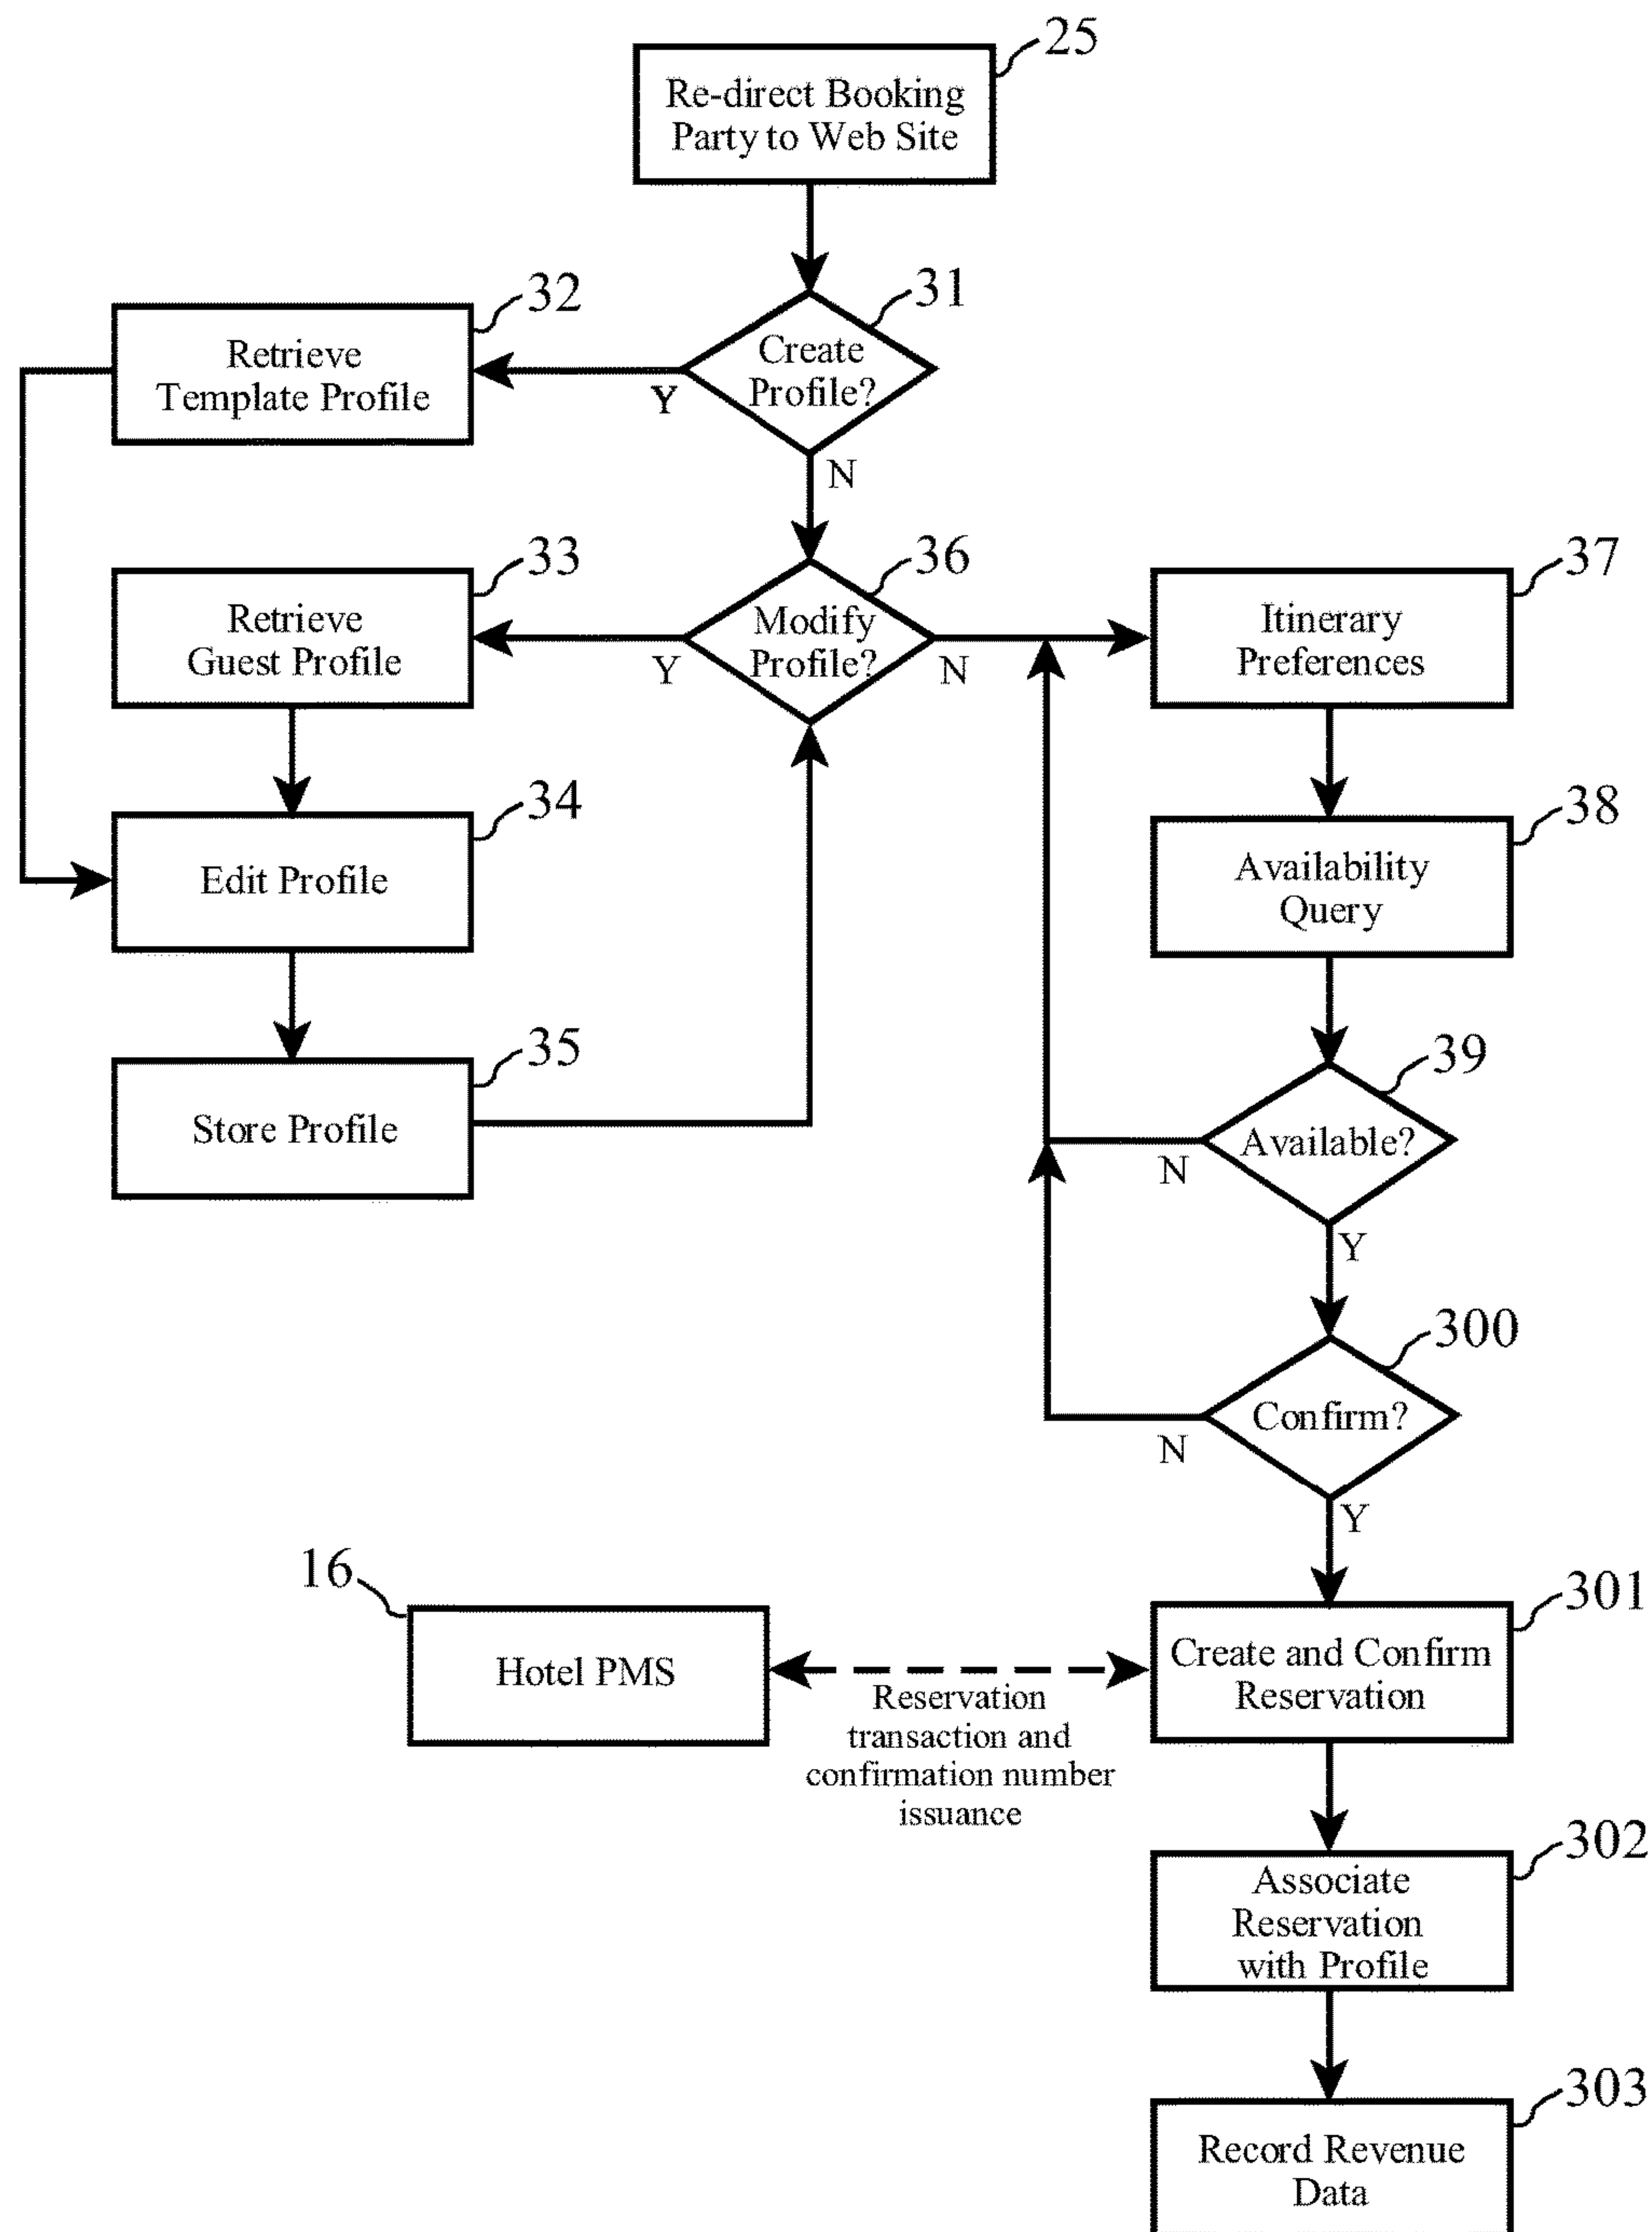 25
Re-direct Booking
Party to Web Site
31
Create
Profile?
Y
N
32
Retrieve
Template Profile
33
Retrieve
Guest Profile
36
Modify
Profile?
Y
N
37
Itinerary
Preferences
34
Edit Profile
38
Availability
Query
35
Store Profile
39
Available?
N
Y
300
Confirm?
N
Y
16
Hotel PMS
Reservation
transaction and
confirmation number
issuance
301
Create and Confirm
Reservation
302
Associate
Reservation
with Profile
303
Record Revenue
Data